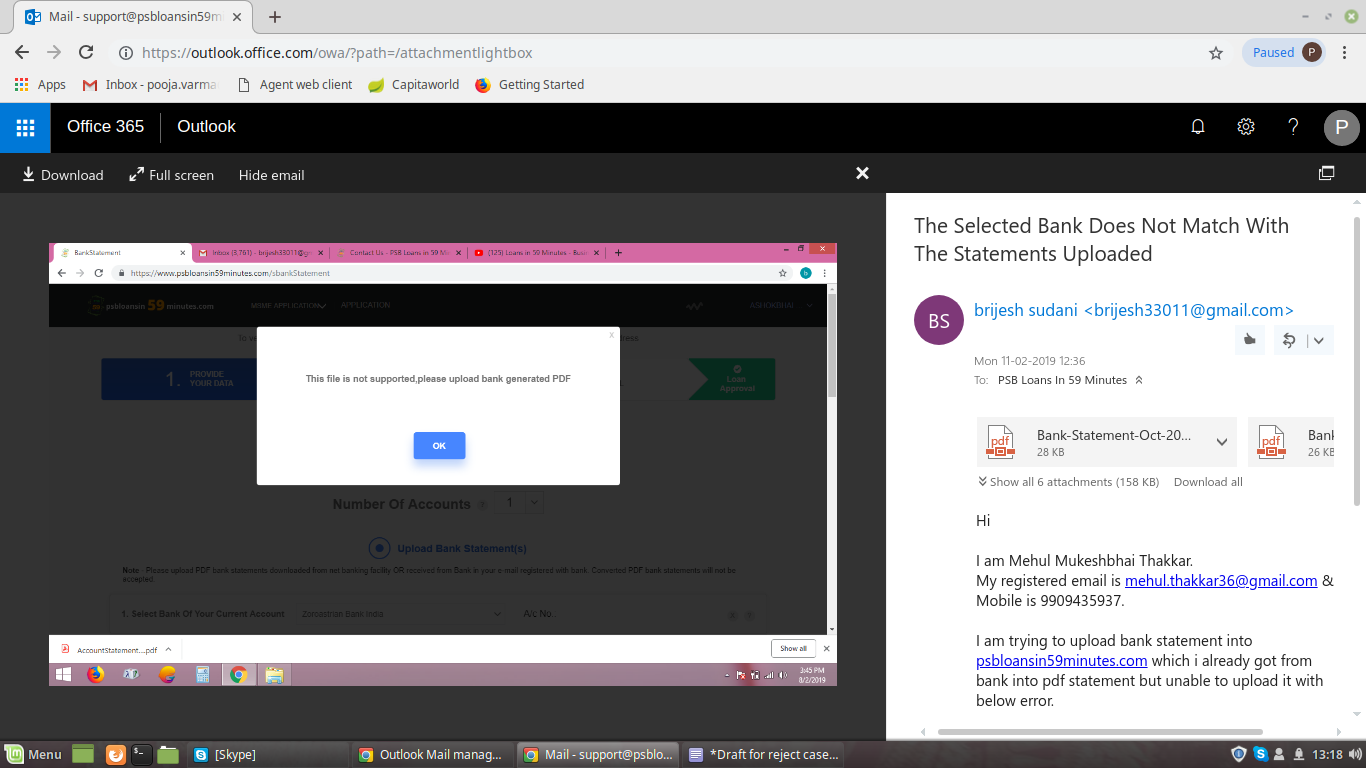 Mail - support@psbloansin59m
https://outlook.office.com/owa/?path=/attachmentlightbox
Paused P
Apps
Inbox - pooja.varma
Agent web client
Capitaworld
Getting Started
Office 365
Outlook
? P
Download
Full screen
Hide email
BankStatement
Inbox (3,761) - brijesh33011@gm
Contact Us - PSB Loans in 59 Mi
(125) Loans in 59 Minutes - Busi
https://www.psbloansin59minutes.com/sbankStatement
b
psbloansin 59 minutes.com
MSME APPLICATION
APPLICATION
ASHOKBHAI
To ve
ress
1. PROVIDE
YOUR DATA
Loan
Approval
x
This file is not supported,please upload bank generated PDF
OK
Number Of Accounts
1
Upload Bank Statement(s)
Note - Please upload PDF bank statements downloaded from net banking facility OR received from Bank in your e-mail registered with bank. Converted PDF bank statements will not be
accepted.
1. Select Bank Of Your Current Account
Zoroastrian Bank India
A/c No.
AccountStatement....pdf
Show all
3:45 PM
8/2/2019
The Selected Bank Does Not Match With
The Statements Uploaded
BS
brijesh sudani <brijesh33011@gmail.com>
Mon 11-02-2019 12:36
To: PSB Loans In 59 Minutes
pdf
Bank-Statement-Oct-20...
28 KB
pdf
Bank
26 KB
Show all 6 attachments (158 KB)
Download all
Hi
I am Mehul Mukeshbhai Thakkar.
My registered email is mehul.thakkar36@gmail.com &
Mobile is 9909435937.
I am trying to upload bank statement into
psbloansin59minutes.com which i already got from
bank into pdf statement but unable to upload it with
below error.
Menu
[Skype]
Outlook Mail manag...
Mail - support@psblo...
*Draft for reject case...
13:18